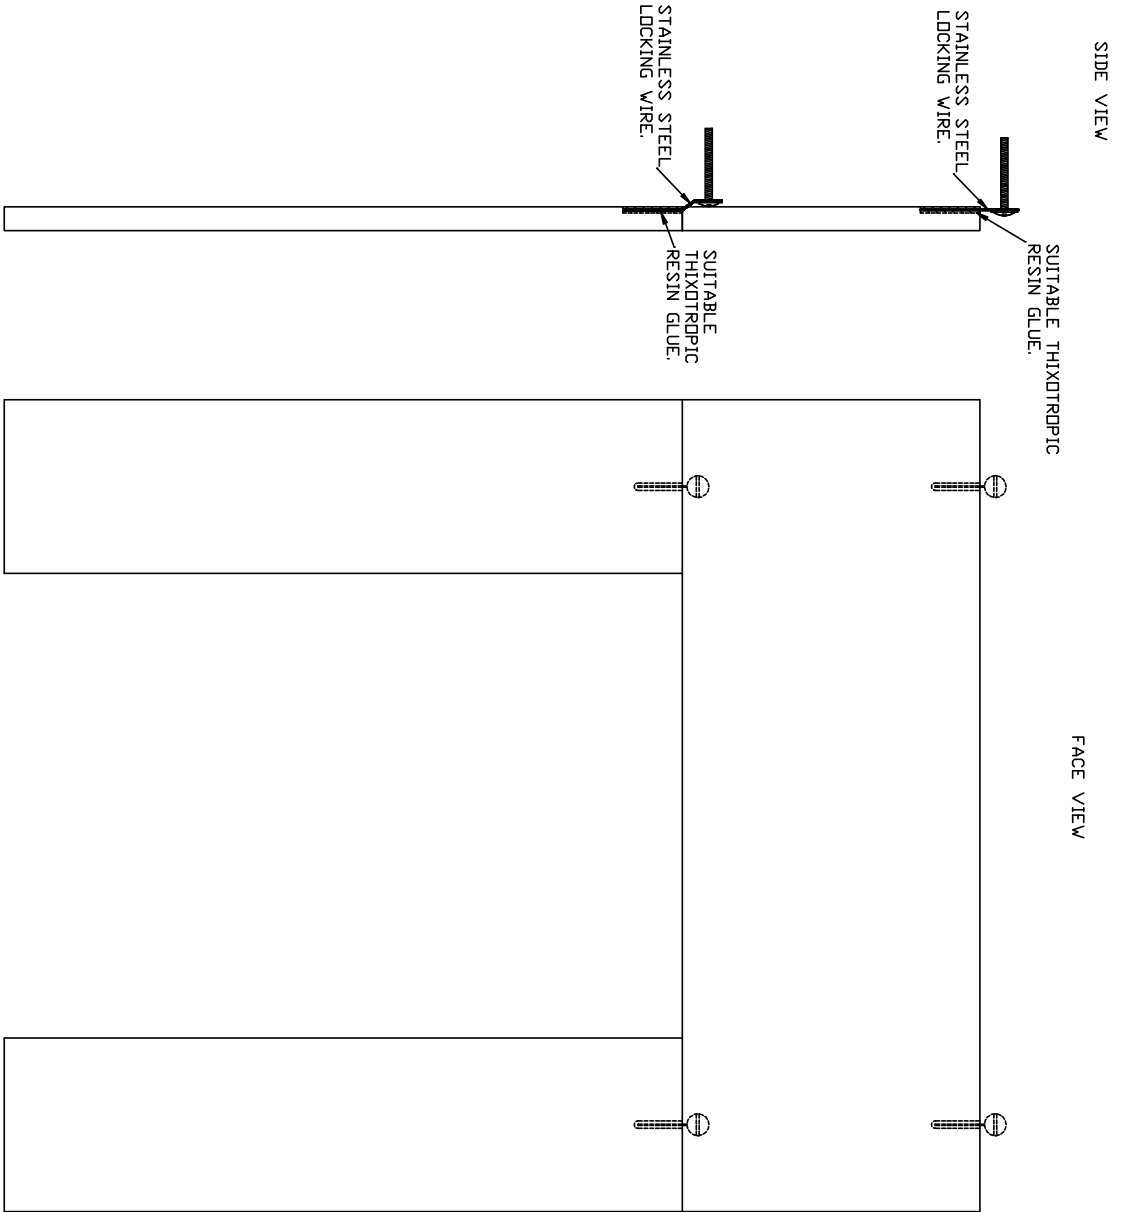 SIDE VIEW
STAINLESS STEEL
LOCKING WIRE.
SUITABLE THIXOTROPIC
RESIN GLUE.
STAINLESS STEEL
LOCKING WIRE.
SUITABLE
THIXOTROPIC
RESIN GLUE.
FACE VIEW